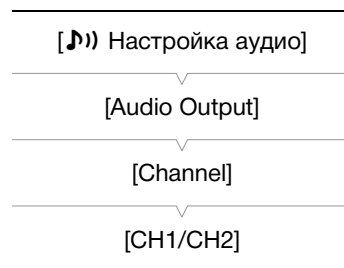 [♪)) Настройка аудио]
[Audio Output]
[Channel]
[CH1/CH2]